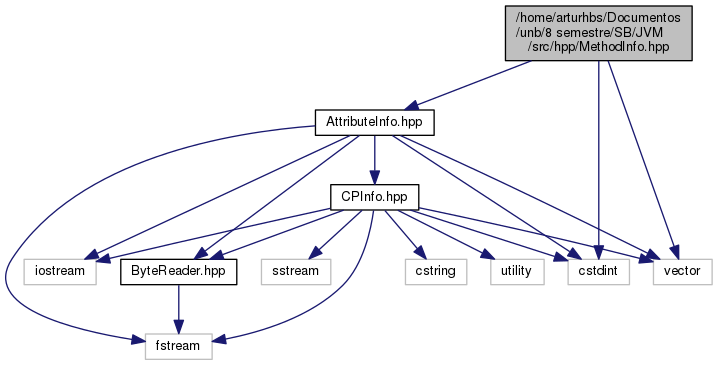 /home/arturhbs/Documentos
/unb/8 semestre/SB/JVM
/src/hpp/MethodInfo.hpp
AttributeInfo.hpp
CPInfo.hpp
iostream
ByteReader.hpp
sstream
cstring
utility
cstdint
vector
fstream